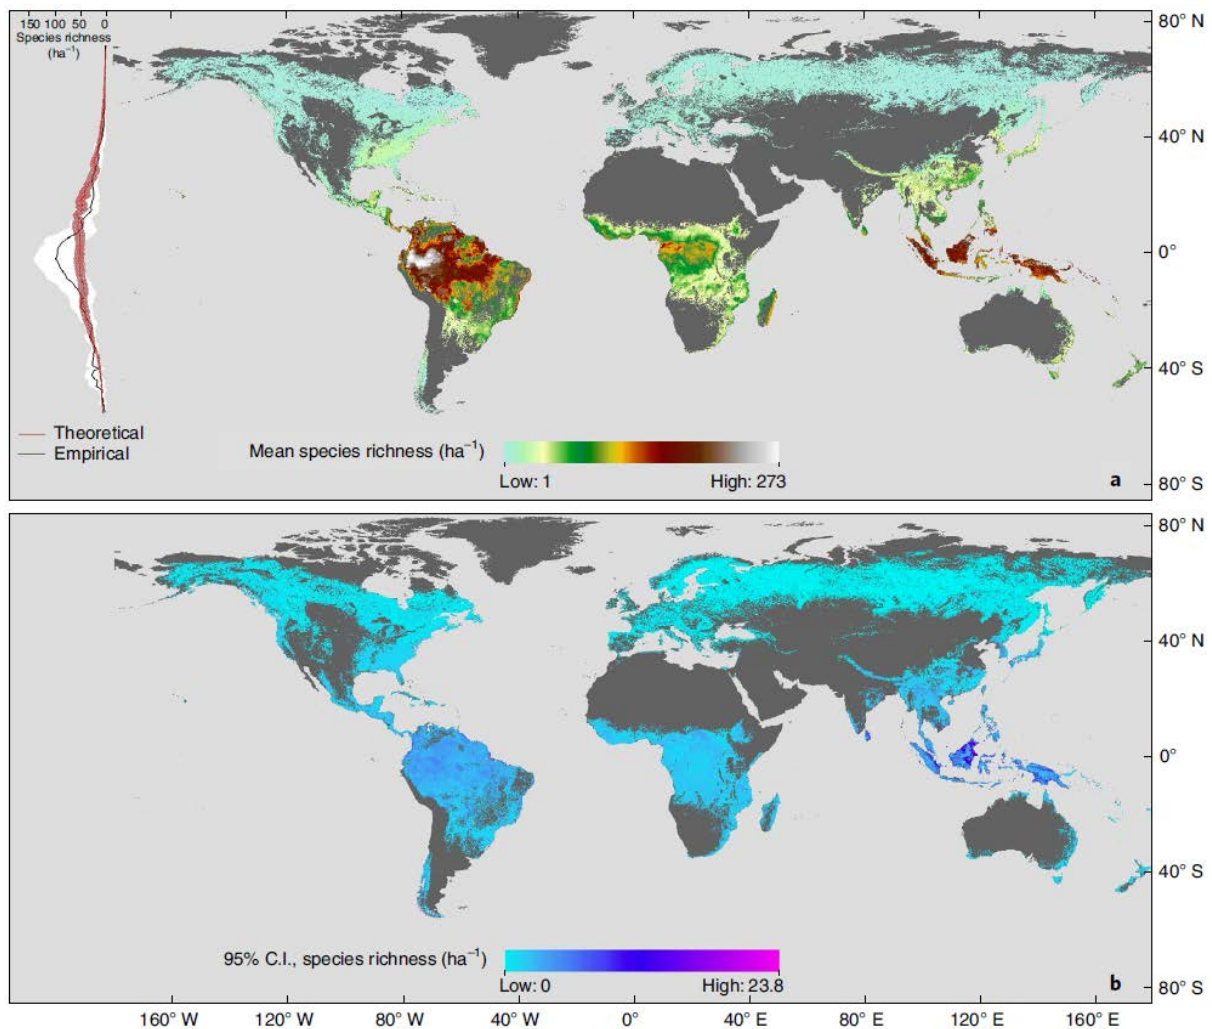 150 100 50 0
Species richness
(ha⁻¹)
80° N
40° N
0°
40° S
80° S
Theoretical
Empirical
Mean species richness (ha⁻¹)
Low: 1 High: 273
a
80° N
40° N
0°
40° S
80° S
95% C.I., species richness (ha⁻¹)
Low: 0 High: 23.8
b
160° W 120° W 80° W 40° W 0° 40° E 80° E 120° E 160° E